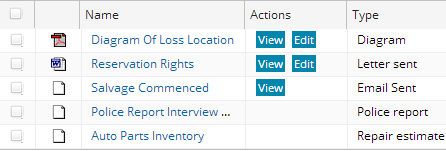 Name Actions Type
Diagram Of Loss Location View Edit Diagram
Reservation Rights View Edit Letter sent
Salvage Commenced View Email Sent
Police Report Interview ... Police report
Auto Parts Inventory Repair estimate